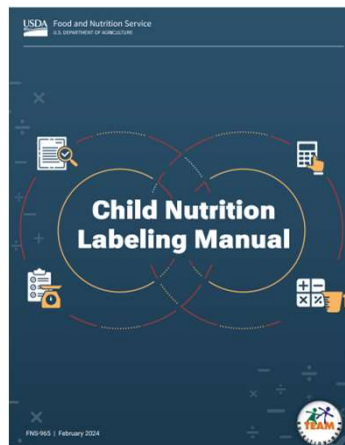 USDA Food and Nutrition Service
U.S. DEPARTMENT OF AGRICULTURE
Child Nutrition
Labeling Manual
FNS-965 | February 2024
TEAM